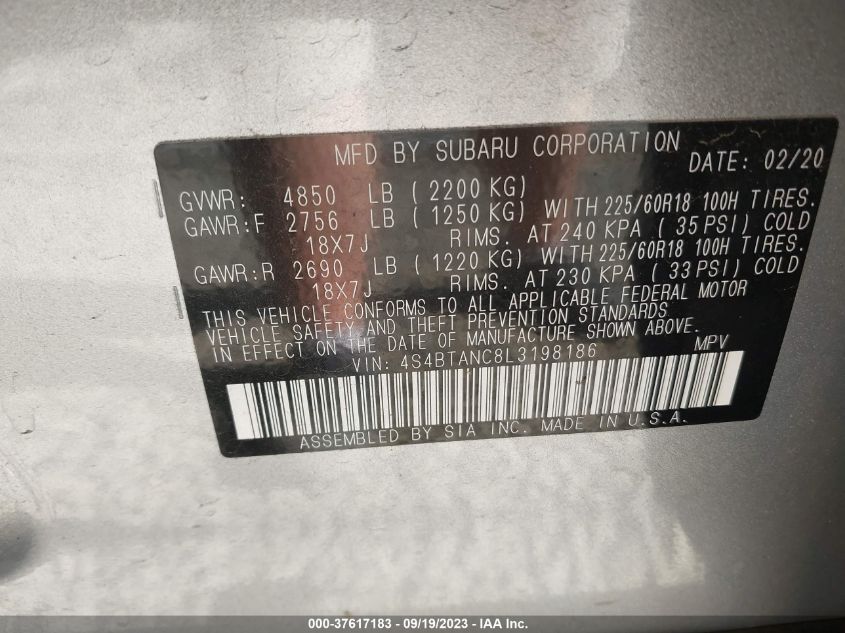 MFD BY SUBARU CORPORATION DATE: 02/20
GVWR: 4850 LB (2200 KG)
GAWR:F 2756 LB (1250 KG) WITH 225/60R18 100H TIRES.
18X7J RIMS. AT 240 KPA (35 PSI) COLD
GAWR:R 2690 LB (1220 KG) WITH 225/60R18 100H TIRES.
18X7J RIMS. AT 230 KPA (33 PSI) COLD
THIS VEHICLE CONFORMS TO ALL APPLICABLE FEDERAL MOTOR
VEHICLE SAFETY AND THEFT PREVENTION STANDARDS
IN EFFECT ON THE DATE OF MANUFACTURE SHOWN ABOVE.
VIN: 4S4BTANC8L3198186 MPV
ASSEMBLED BY SIA INC. MADE IN U.S.A.
000-37617183 - 09/19/2023 - IAA Inc.